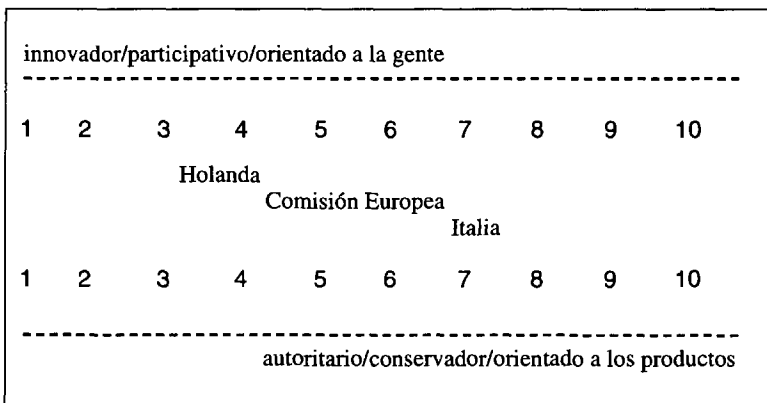 innovador/participativo/orientado a la gente
1 2 3 4 5 6 7 8 9 10
Holanda
Comisión Europea
Italia
1 2 3 4 5 6 7 8 9 10
autoritario/conservador/orientado a los productos